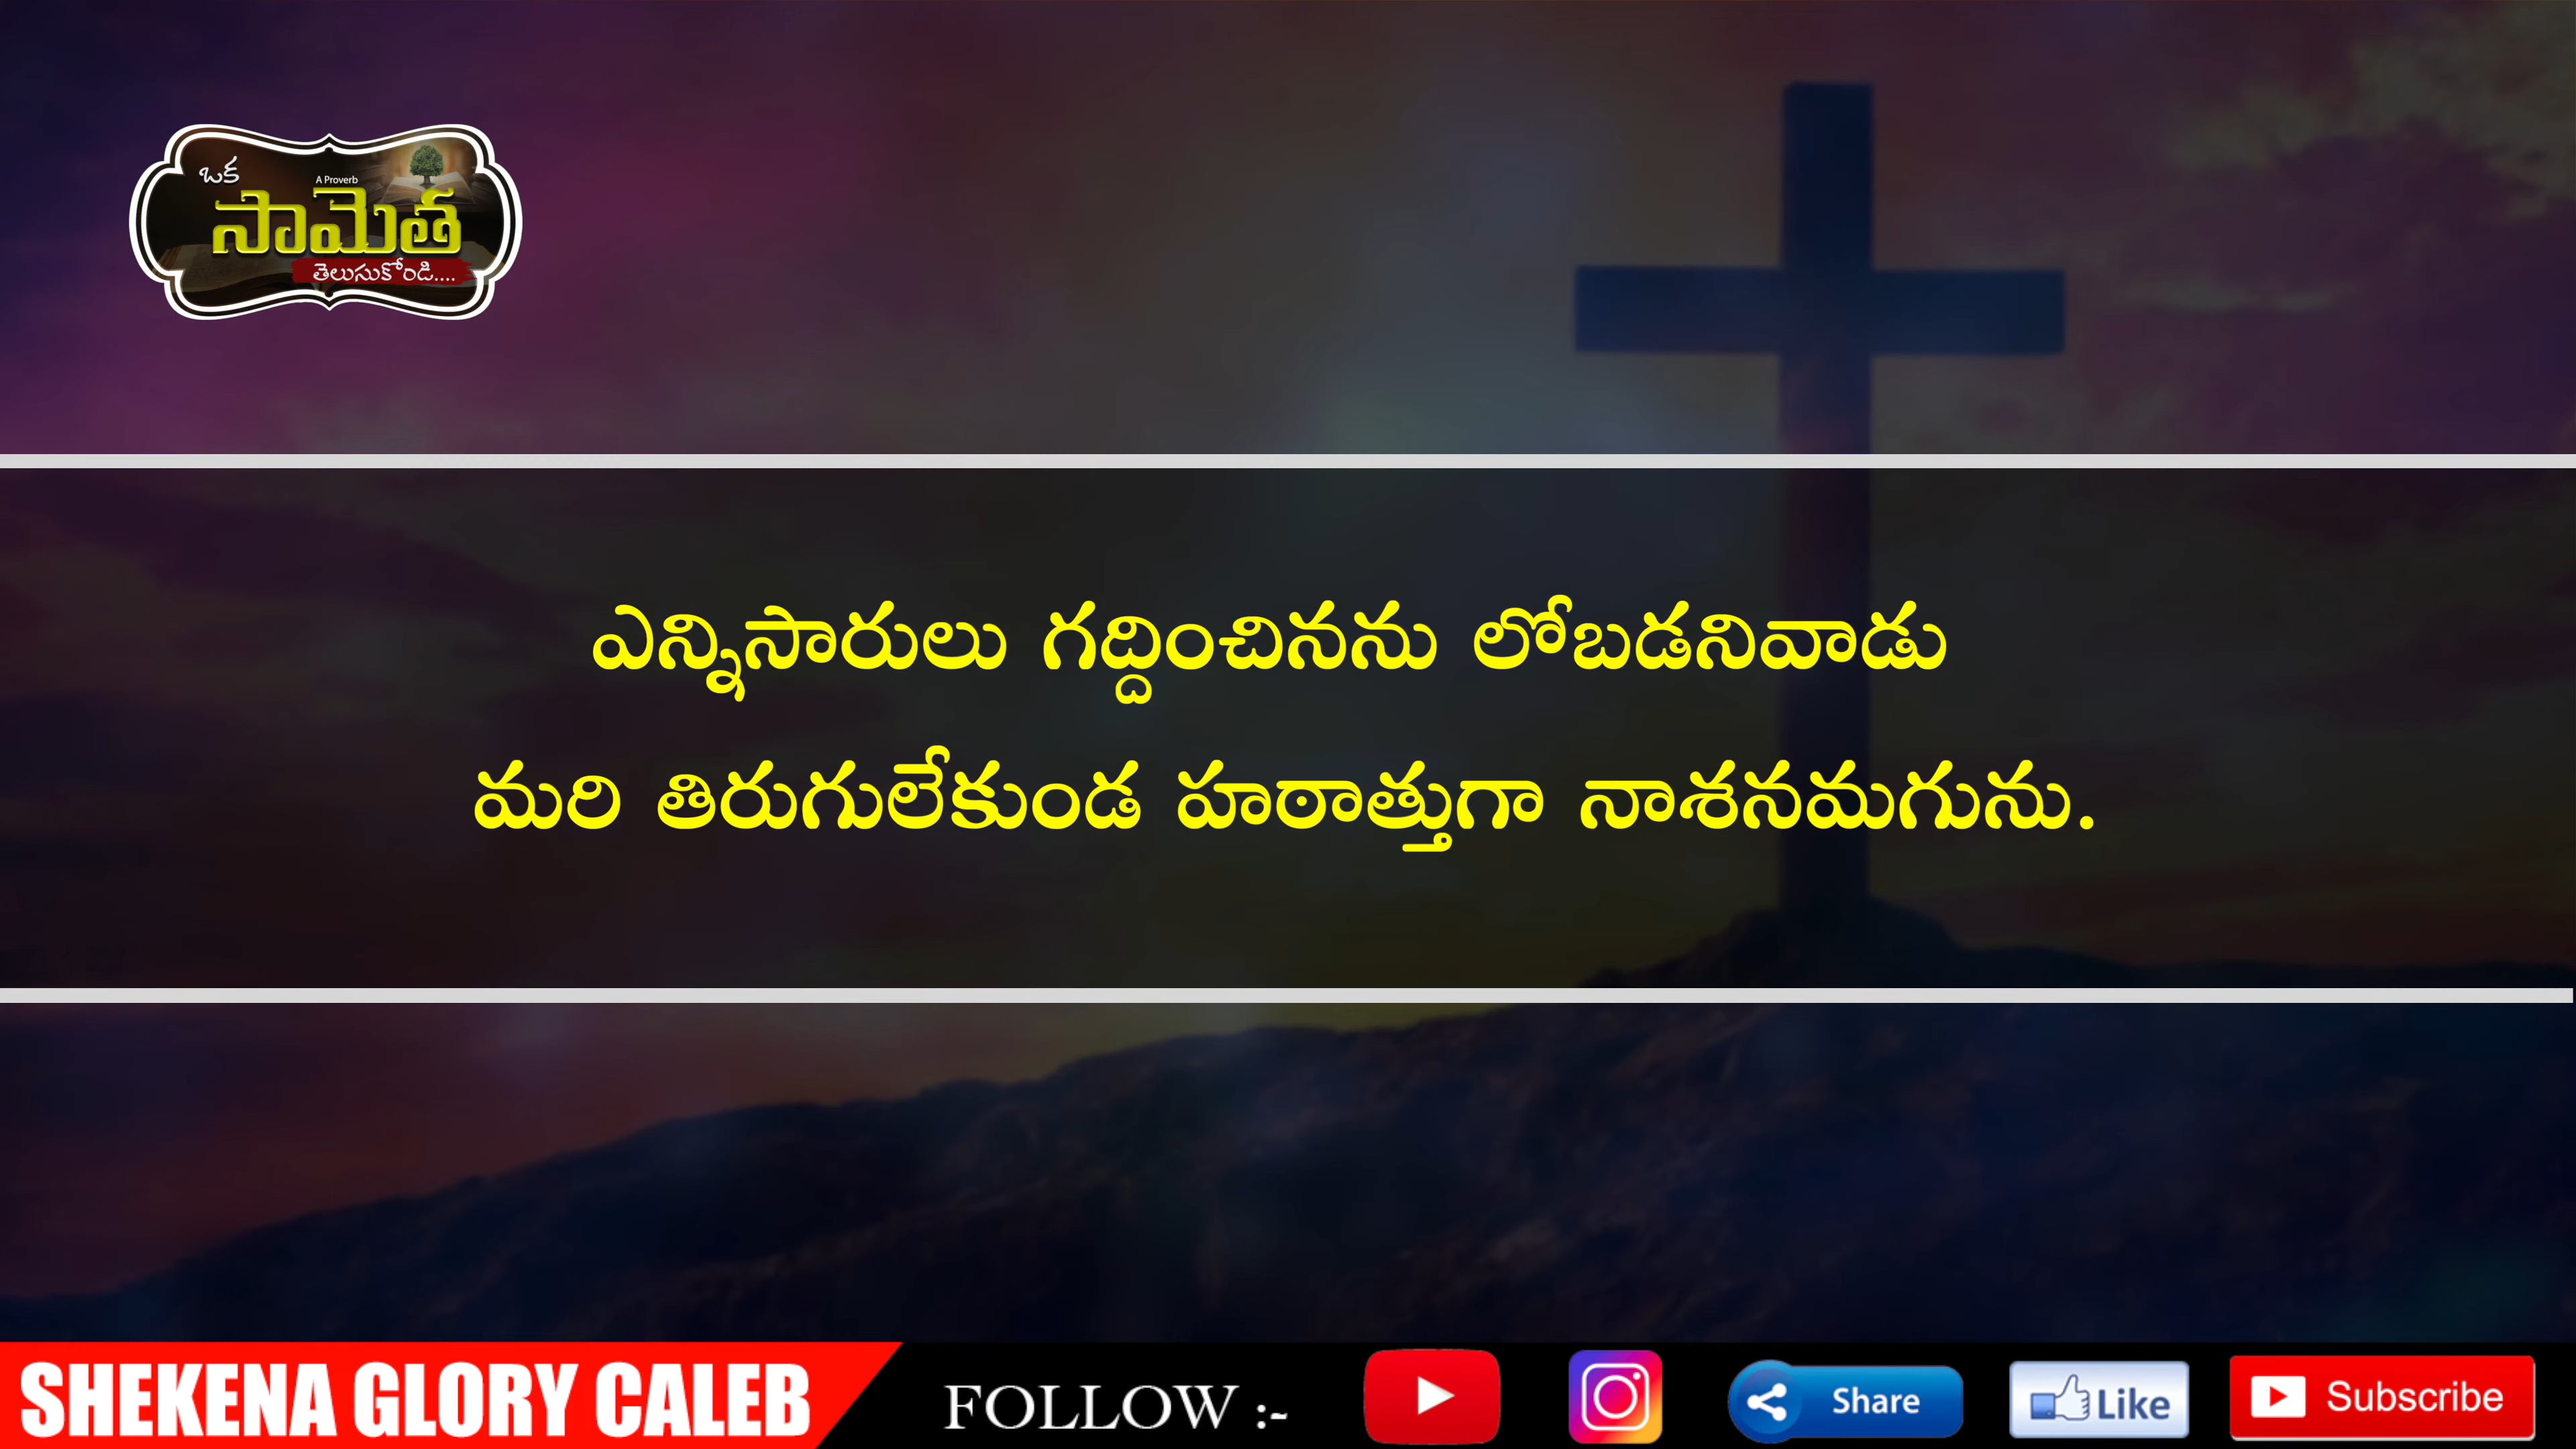 ఒక
A Proverb
సామెత
తెలుసుకోండి....
ఎన్నిసారులు గద్దించినను లోబడనివాడు
మరి తిరుగులేకుండ హఠాత్తుగా నాశనమగును.
SHEKENA GLORY CALEB
FOLLOW :-
Share
Like
Subscribe